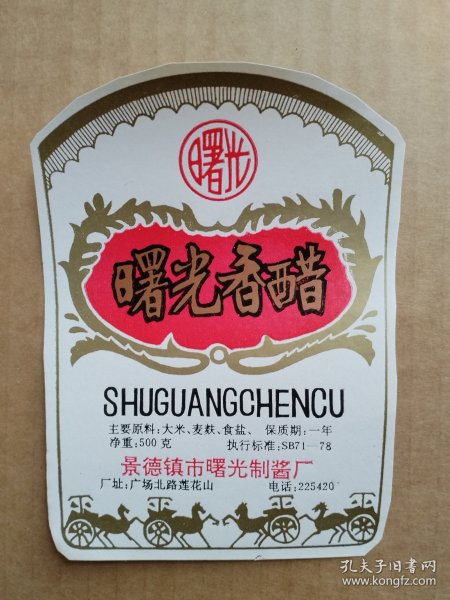 曙光
曙光香醋
SHUGUANGCHENCU
主要原料:大米、麦麸、食盐、 保质期:一年
净重:500克 执行标准:SB71—78
景德镇市曙光制酱厂
厂址:广场北路莲花山 电话:225420
孔夫子旧书网
www.kongfz.com